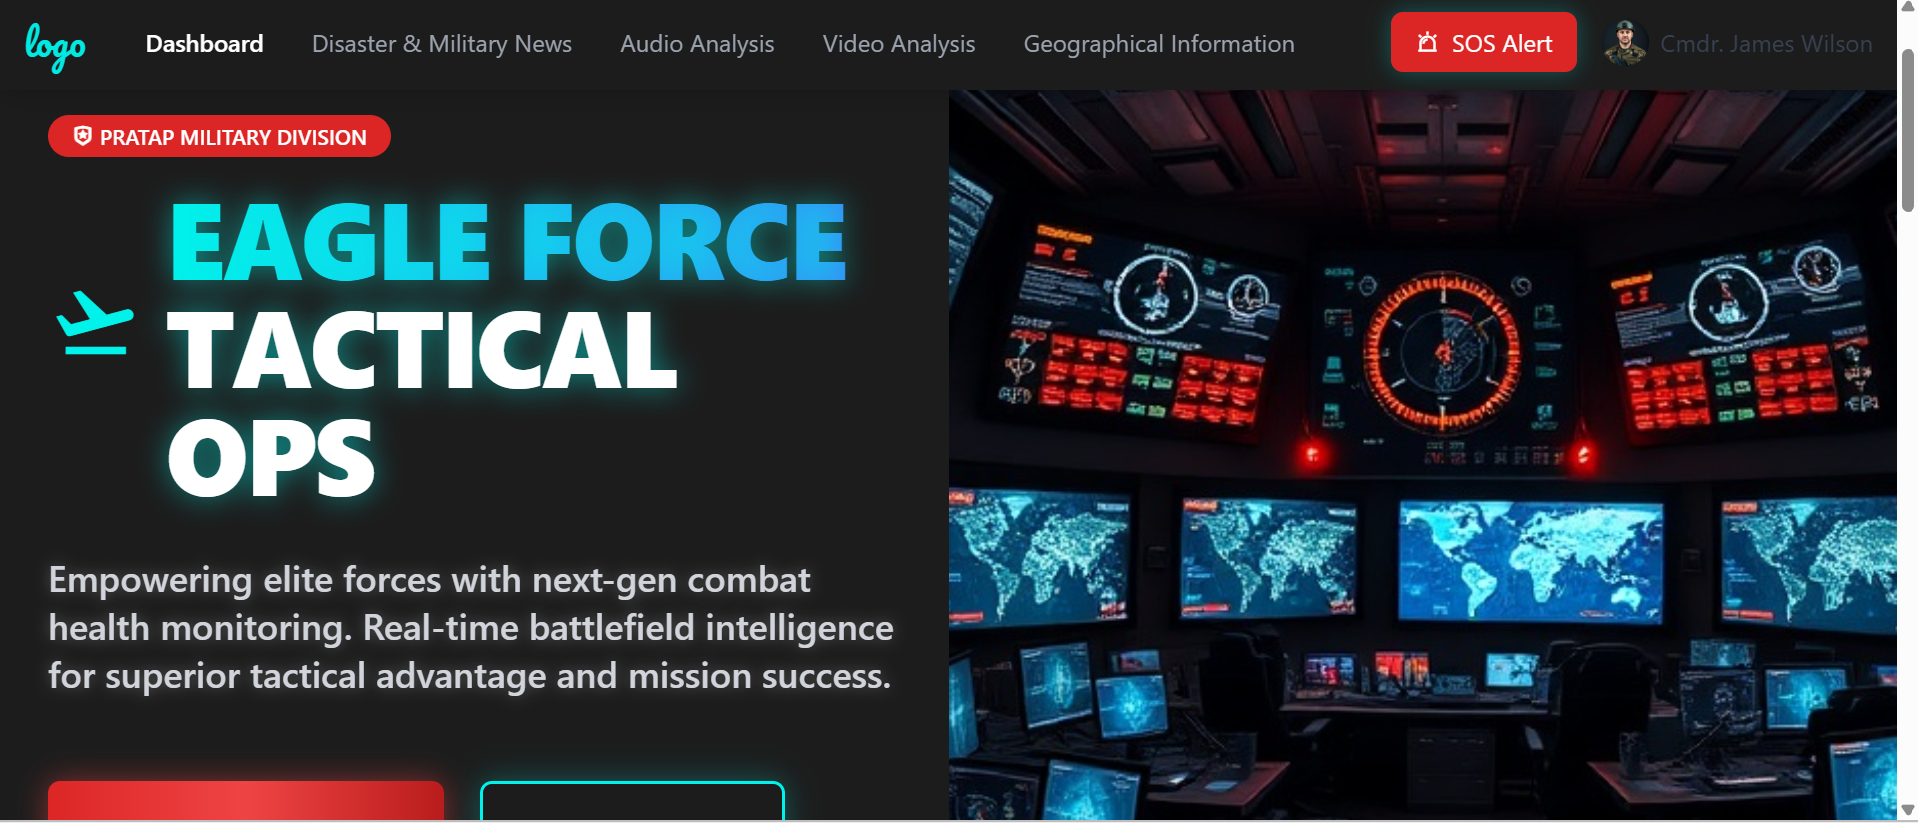 logo
Dashboard
Disaster & Military News
Audio Analysis
Video Analysis
Geographical Information
SOS Alert
Cmdr. James Wilson
PRATAP MILITARY DIVISION
EAGLE FORCE
TACTICAL
OPS
Empowering elite forces with next-gen combat
health monitoring. Real-time battlefield intelligence
for superior tactical advantage and mission success.